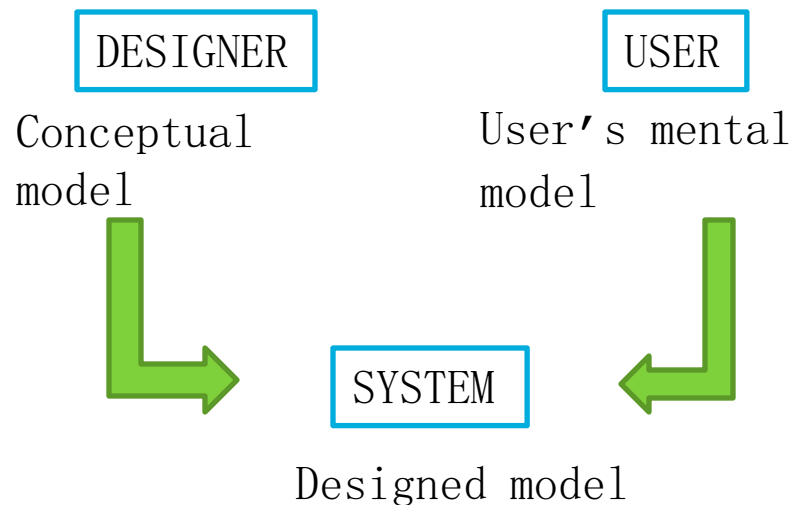 DESIGNER
USER
Conceptual
model
User's mental
model
SYSTEM
Designed model